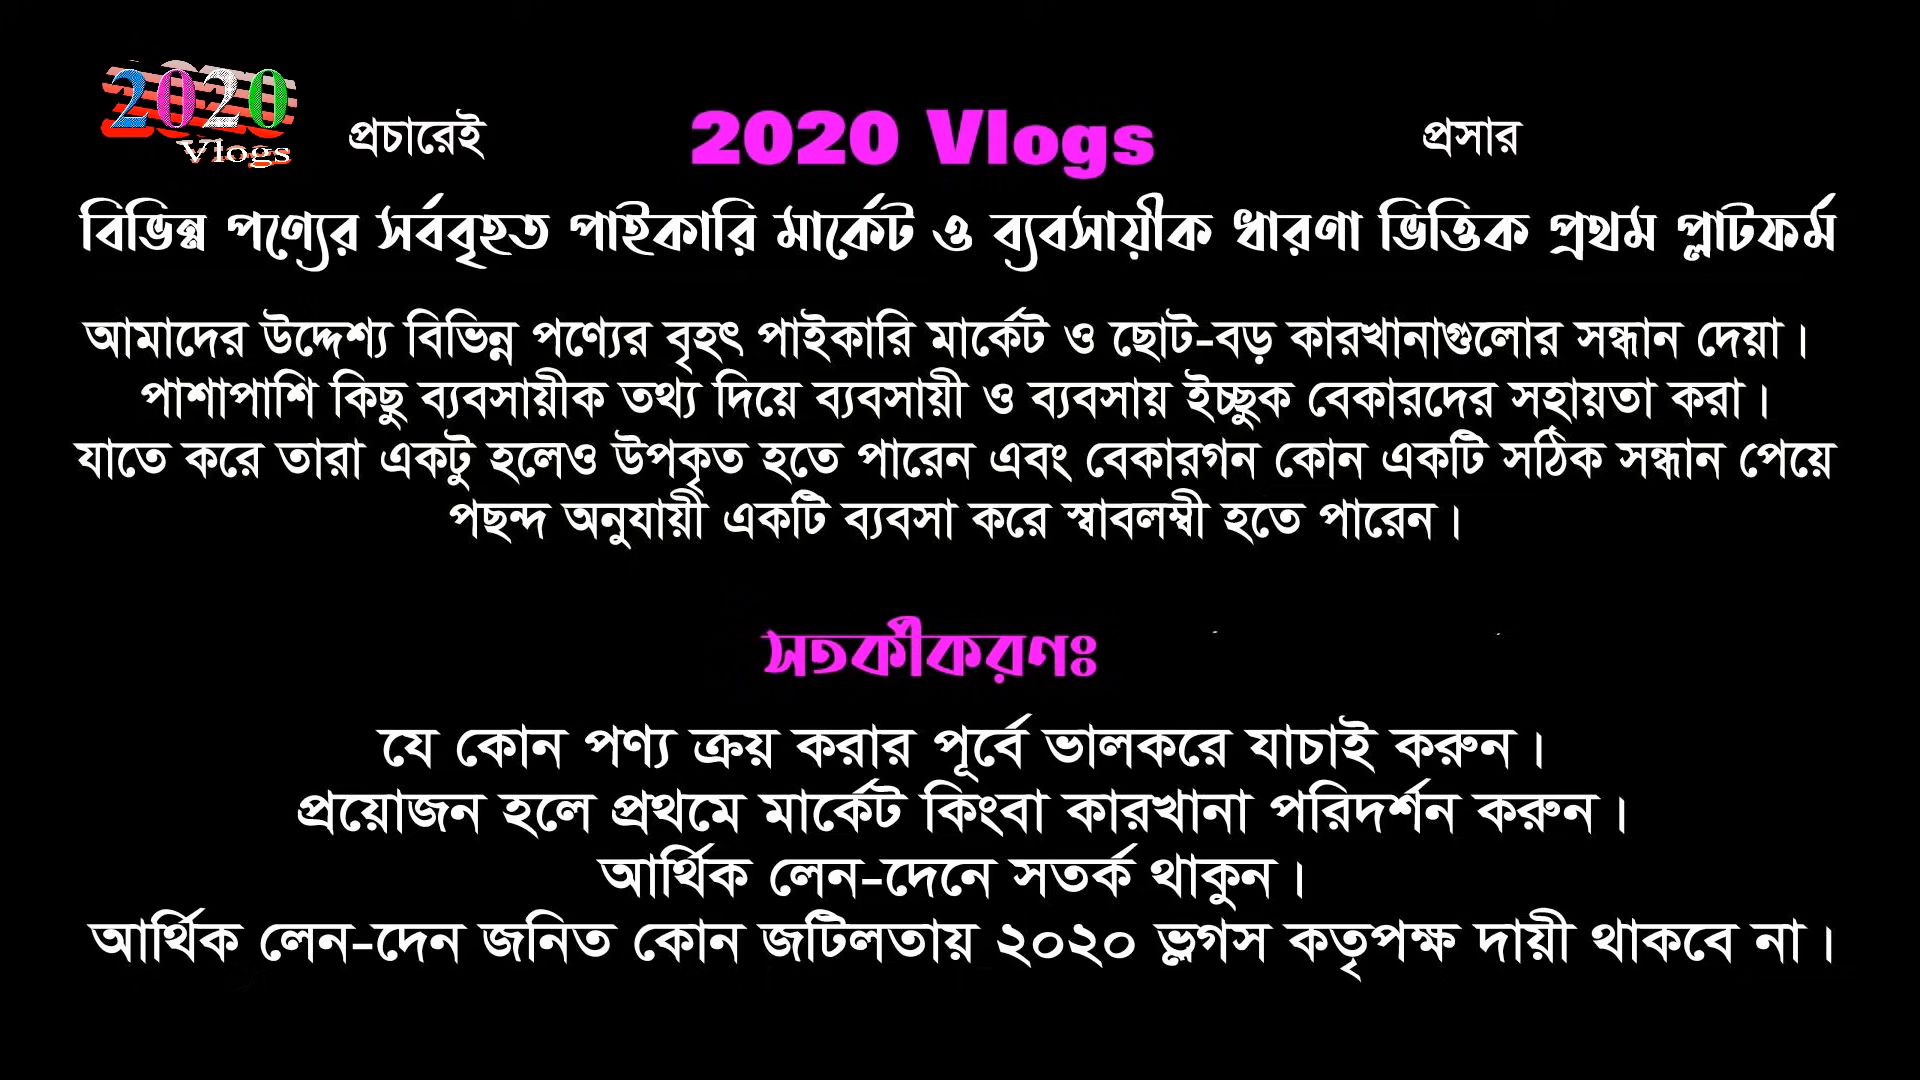 2020
Vlogs
প্রচারেই 2020 Vlogs প্রসার
বিভিন্ন পণ্যের সর্ববৃহত পাইকারি মার্কেট ও ব্যবসায়ীক ধারণা ভিত্তিক প্রথম প্লাটফর্ম
আমাদের উদ্দেশ্য বিভিন্ন পণ্যের বৃহৎ পাইকারি মার্কেট ও ছোট-বড় কারখানাগুলোর সন্ধান দেয়া।
পাশাপাশি কিছু ব্যবসায়ীক তথ্য দিয়ে ব্যবসায়ী ও ব্যবসায় ইচ্ছুক বেকারদের সহায়তা করা।
যাতে করে তারা একটু হলেও উপকৃত হতে পারেন এবং বেকারগন কোন একটি সঠিক সন্ধান পেয়ে
পছন্দ অনুযায়ী একটি ব্যবসা করে স্বাবলম্বী হতে পারেন।
সতর্কীকরণঃ
যে কোন পণ্য ক্রয় করার পূর্বে ভালকরে যাচাই করুন।
প্রয়োজন হলে প্রথমে মার্কেট কিংবা কারখানা পরিদর্শন করুন।
আর্থিক লেন-দেনে সতর্ক থাকুন।
আর্থিক লেন-দেন জনিত কোন জটিলতায় ২০২০ ভ্লগস কতৃপক্ষ দায়ী থাকবে না।